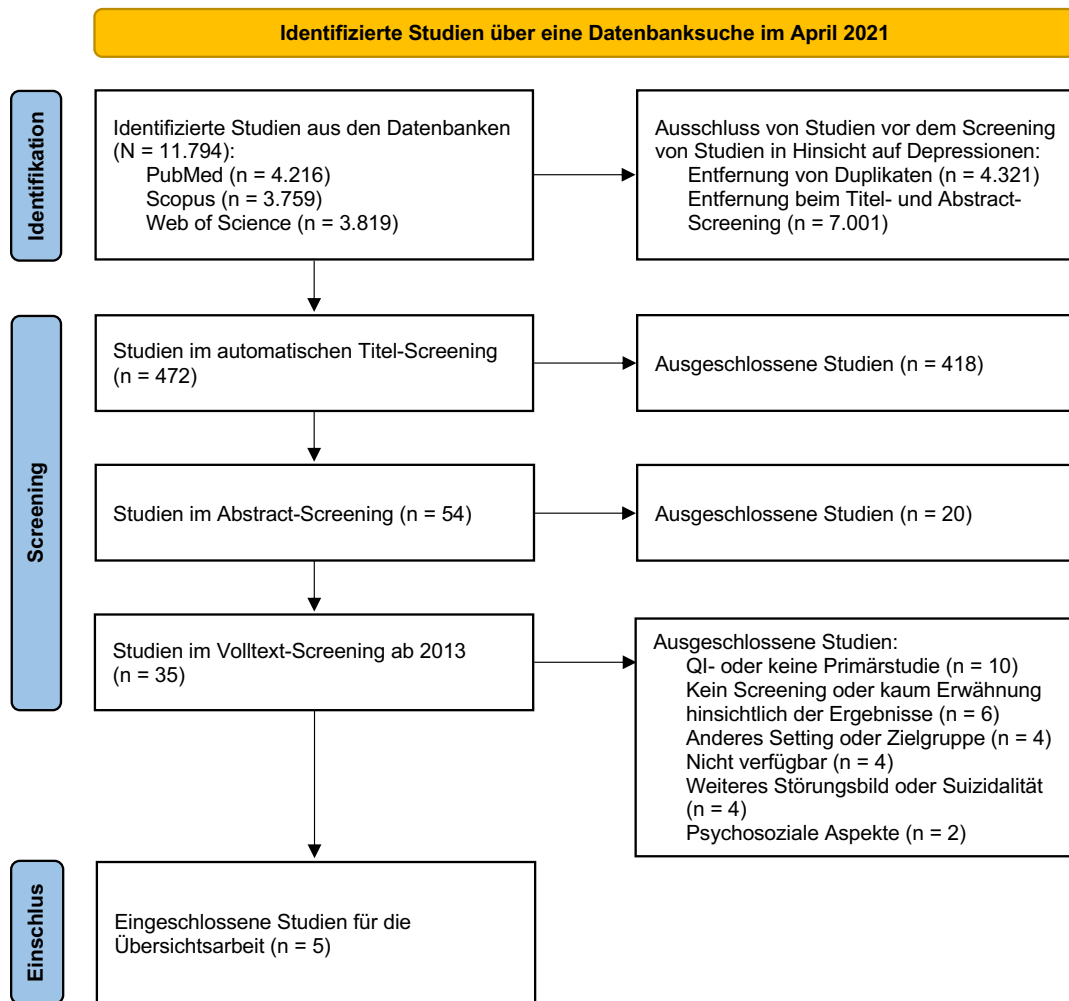 Identifizierte Studien über eine Datenbanksuche im April 2021
Identifikation
Identifizierte Studien aus den Datenbanken
(N = 11.794):
PubMed (n = 4.216)
Scopus (n = 3.759)
Web of Science (n = 3.819)
Ausschluss von Studien vor dem Screening
von Studien in Hinsicht auf Depressionen:
Entfernung von Duplikaten (n = 4.321)
Entfernung beim Titel- und Abstract-
Screening (n = 7.001)
Screening
Studien im automatischen Titel-Screening
(n = 472)
Ausgeschlossene Studien (n = 418)
Studien im Abstract-Screening (n = 54)
Ausgeschlossene Studien (n = 20)
Studien im Volltext-Screening ab 2013
(n = 35)
Ausgeschlossene Studien:
QI- oder keine Primärstudie (n = 10)
Kein Screening oder kaum Erwähnung
hinsichtlich der Ergebnisse (n = 6)
Anderes Setting oder Zielgruppe (n = 4)
Nicht verfügbar (n = 4)
Weiteres Störungsbild oder Suizidalität
(n = 4)
Psychosoziale Aspekte (n = 2)
Einschlus
Eingeschlossene Studien für die
Übersichtsarbeit (n = 5)